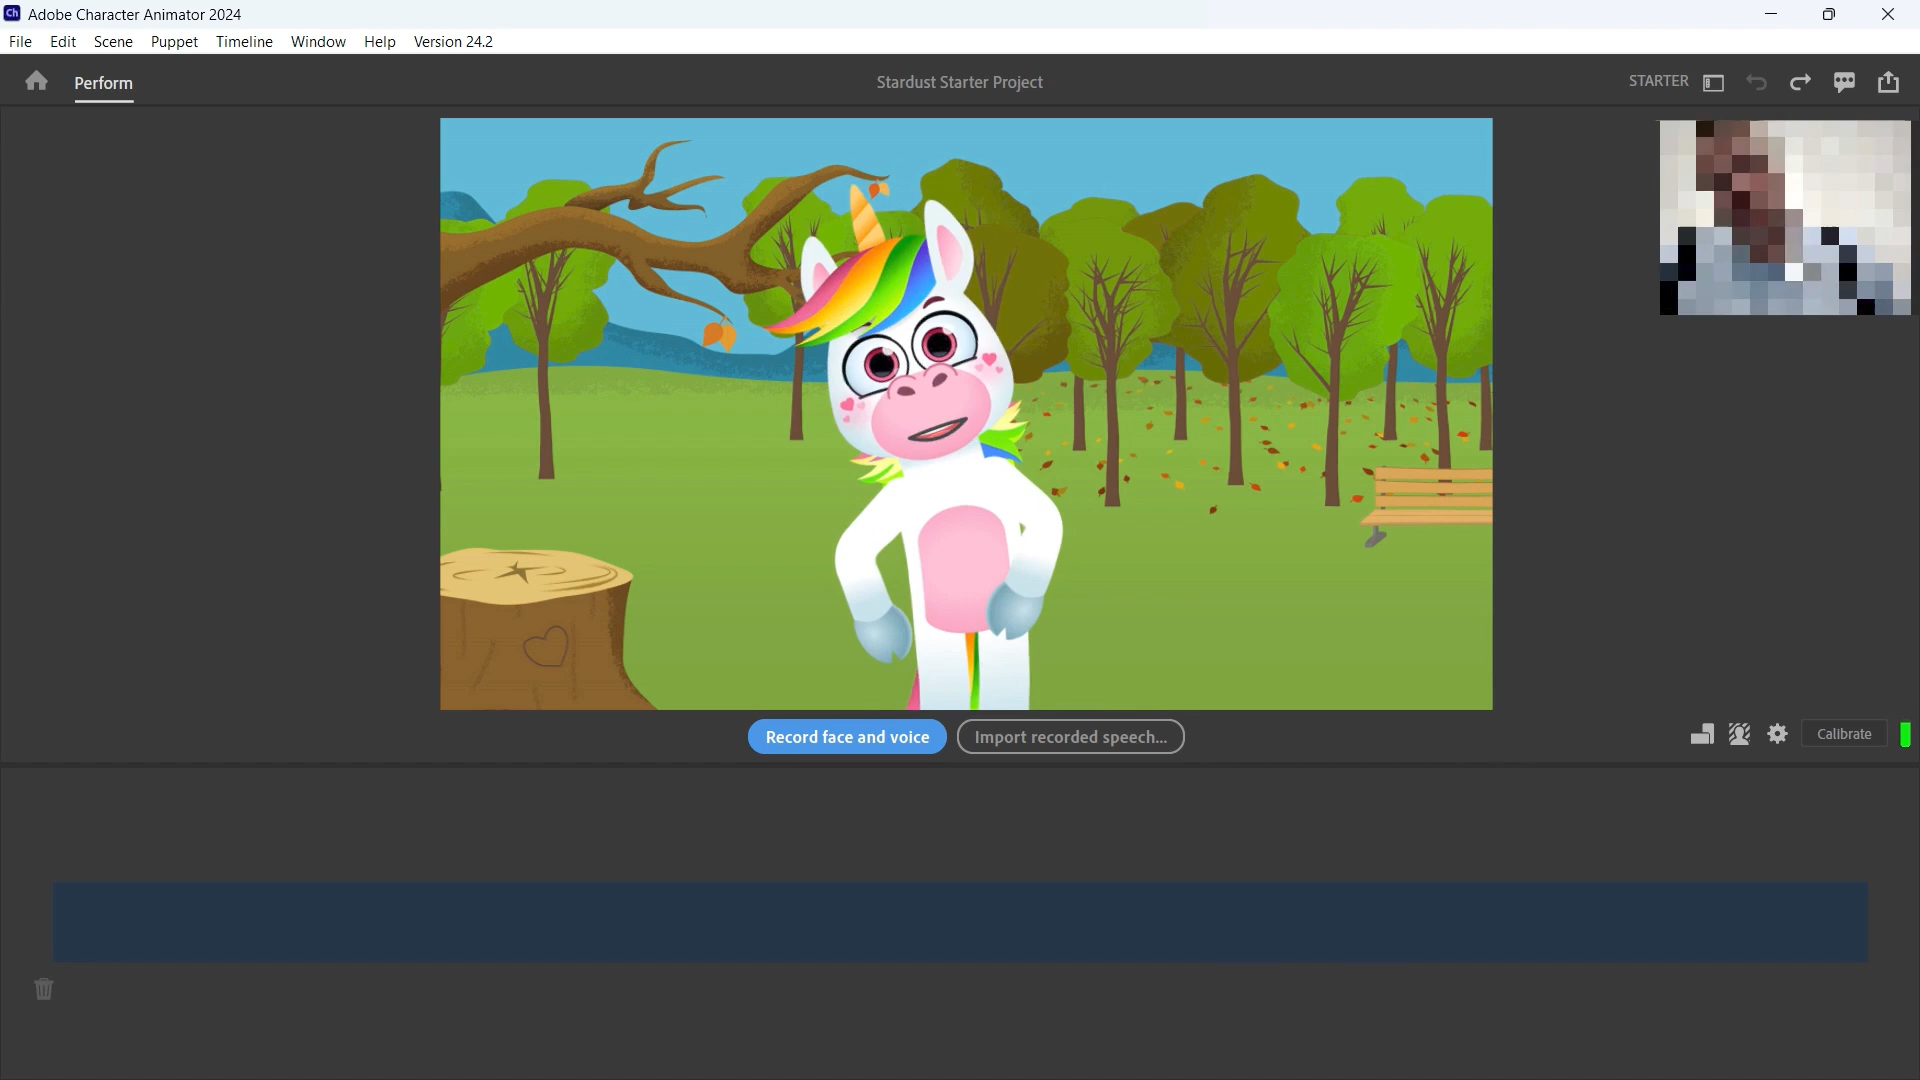 Ch Adobe Character Animator 2024
File Edit Scene Puppet Timeline Window Help Version 24.2
Perform Stardust Starter Project STARTER
Record face and voice Import recorded speech... Calibrate